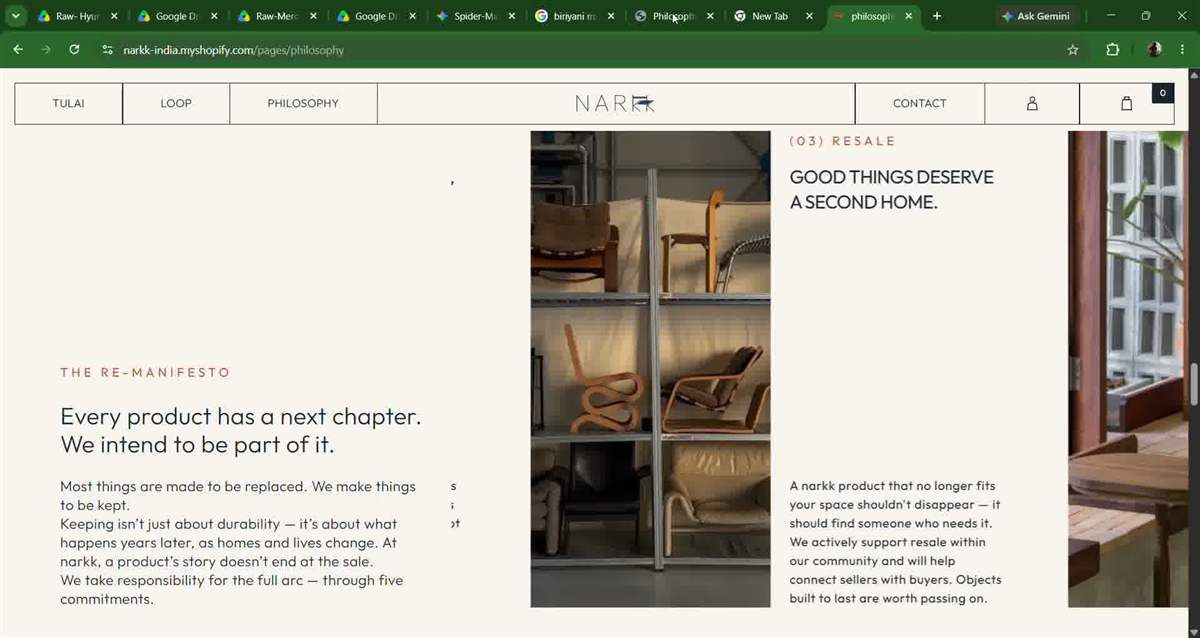 Raw- Hyu
Google D
Raw-Merc
Google D
Spider-M
biriyani m
Philosoph
New Tab
philosoph
Ask Gemini
narkk-india.myshopify.com/pages/philosophy
TULAI
LOOP
PHILOSOPHY
NARKK
CONTACT
0
THE RE-MANIFESTO
Every product has a next chapter.
We intend to be part of it.
Most things are made to be replaced. We make things
to be kept.
Keeping isn't just about durability — it's about what
happens years later, as homes and lives change. At
narkk, a product's story doesn't end at the sale.
We take responsibility for the full arc — through five
commitments.
(03) RESALE
GOOD THINGS DESERVE
A SECOND HOME.
A narkk product that no longer fits
your space shouldn't disappear — it
should find someone who needs it.
We actively support resale within
our community and will help
connect sellers with buyers. Objects
built to last are worth passing on.